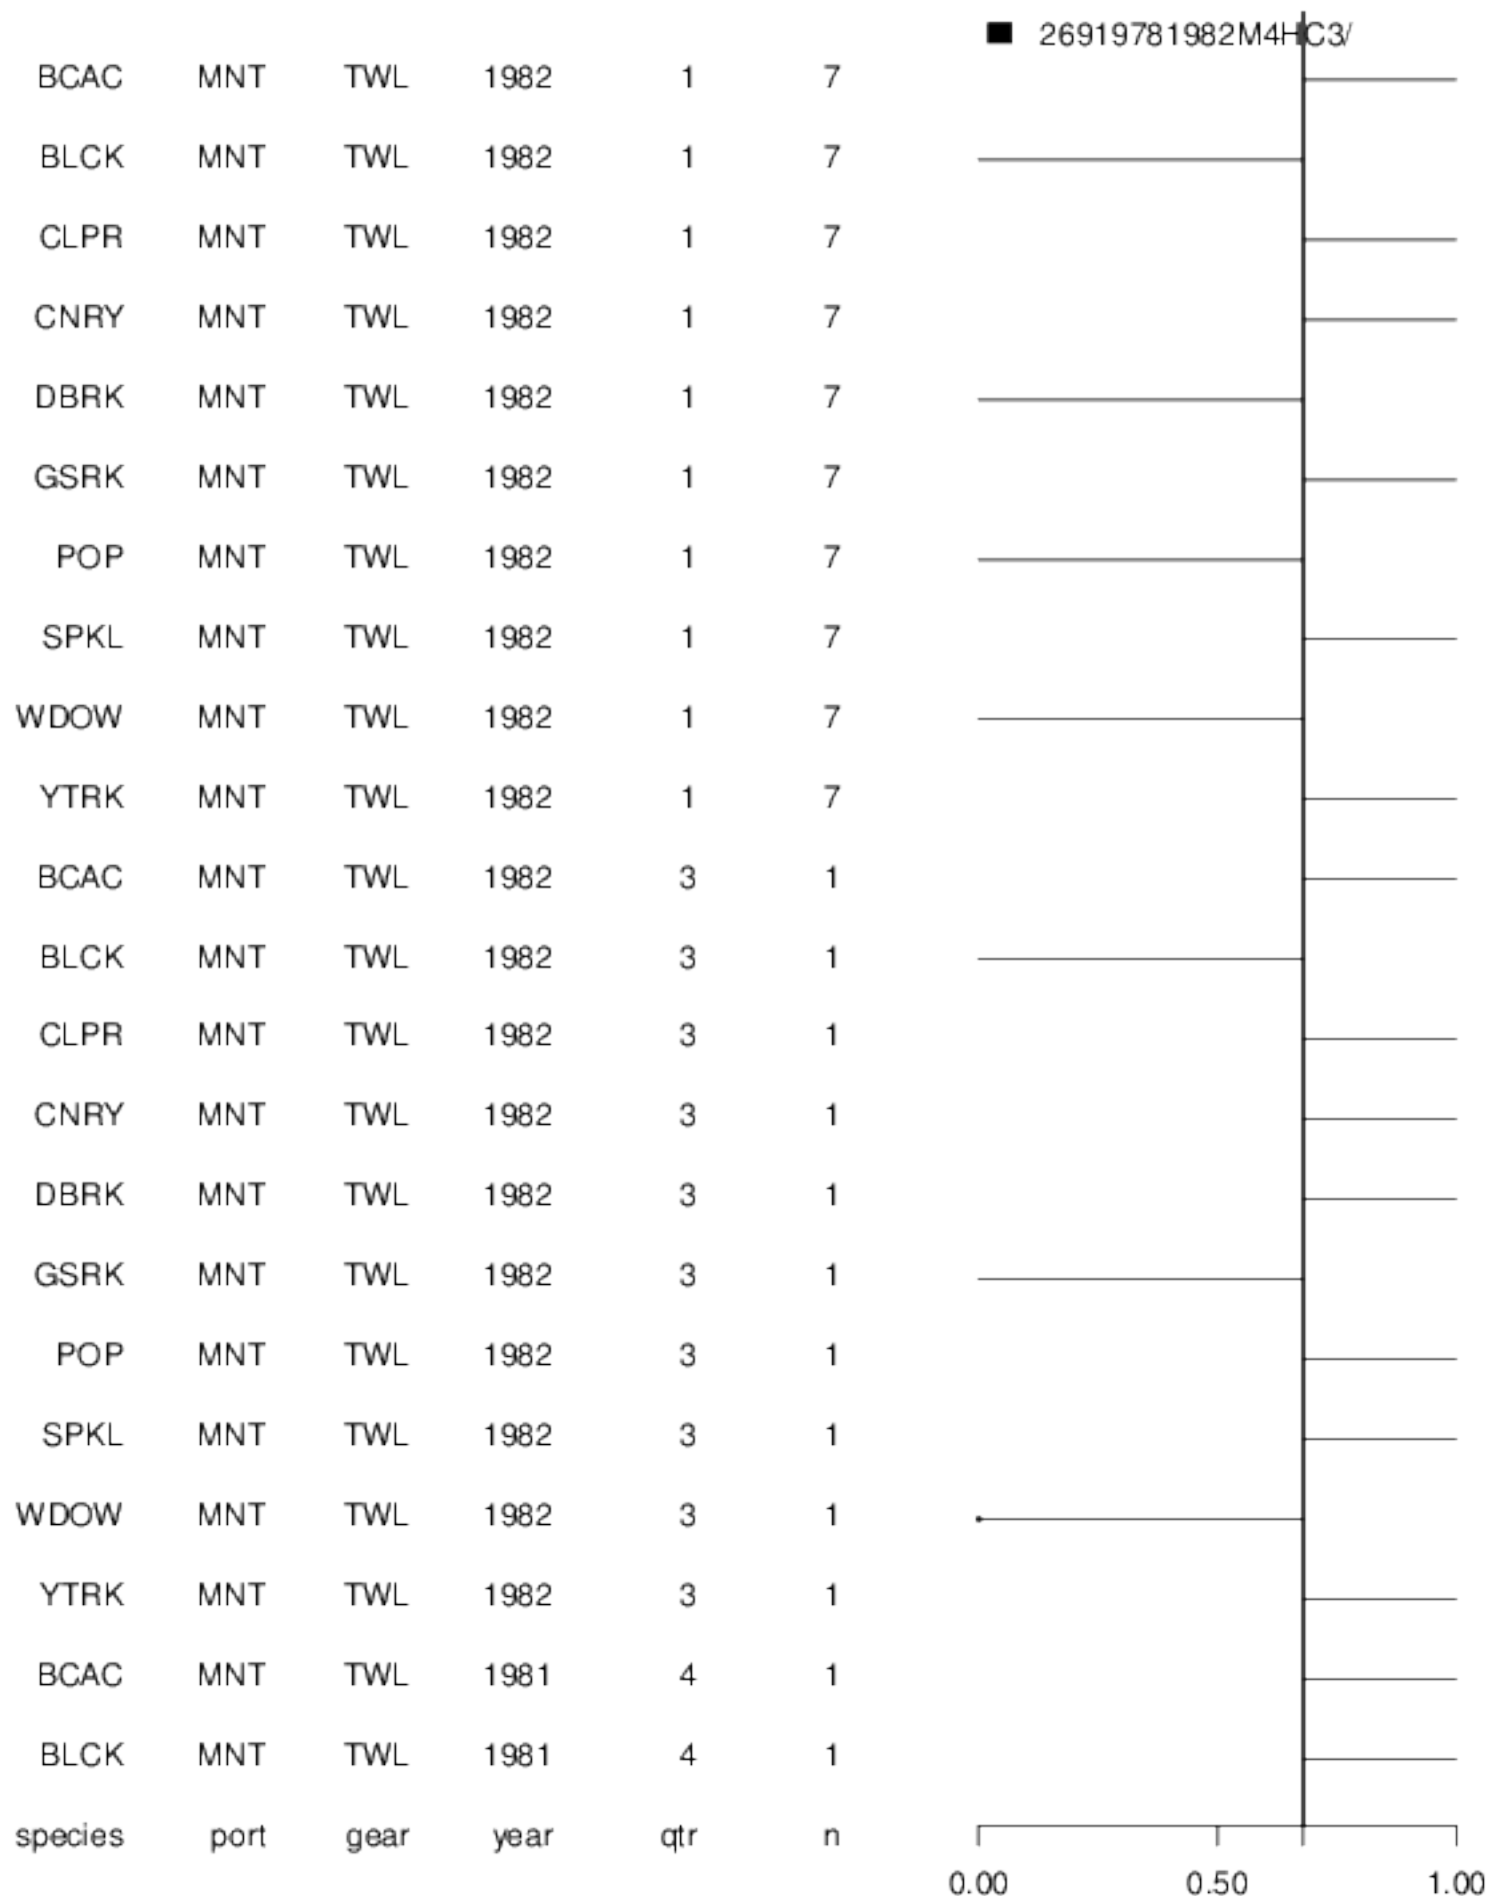 26919781982M4HC3/
BCAC MNT TWL 1982 1 7
BLCK MNT TWL 1982 1 7
CLPR MNT TWL 1982 1 7
CNRY MNT TWL 1982 1 7
DBRK MNT TWL 1982 1 7
GSRK MNT TWL 1982 1 7
POP MNT TWL 1982 1 7
SPKL MNT TWL 1982 1 7
WDOW MNT TWL 1982 1 7
YTRK MNT TWL 1982 1 7
BCAC MNT TWL 1982 3 1
BLCK MNT TWL 1982 3 1
CLPR MNT TWL 1982 3 1
CNRY MNT TWL 1982 3 1
DBRK MNT TWL 1982 3 1
GSRK MNT TWL 1982 3 1
POP MNT TWL 1982 3 1
SPKL MNT TWL 1982 3 1
WDOW MNT TWL 1982 3 1
YTRK MNT TWL 1982 3 1
BCAC MNT TWL 1981 4 1
BLCK MNT TWL 1981 4 1
species port gear year qtr n
0.00 0.50 1.00